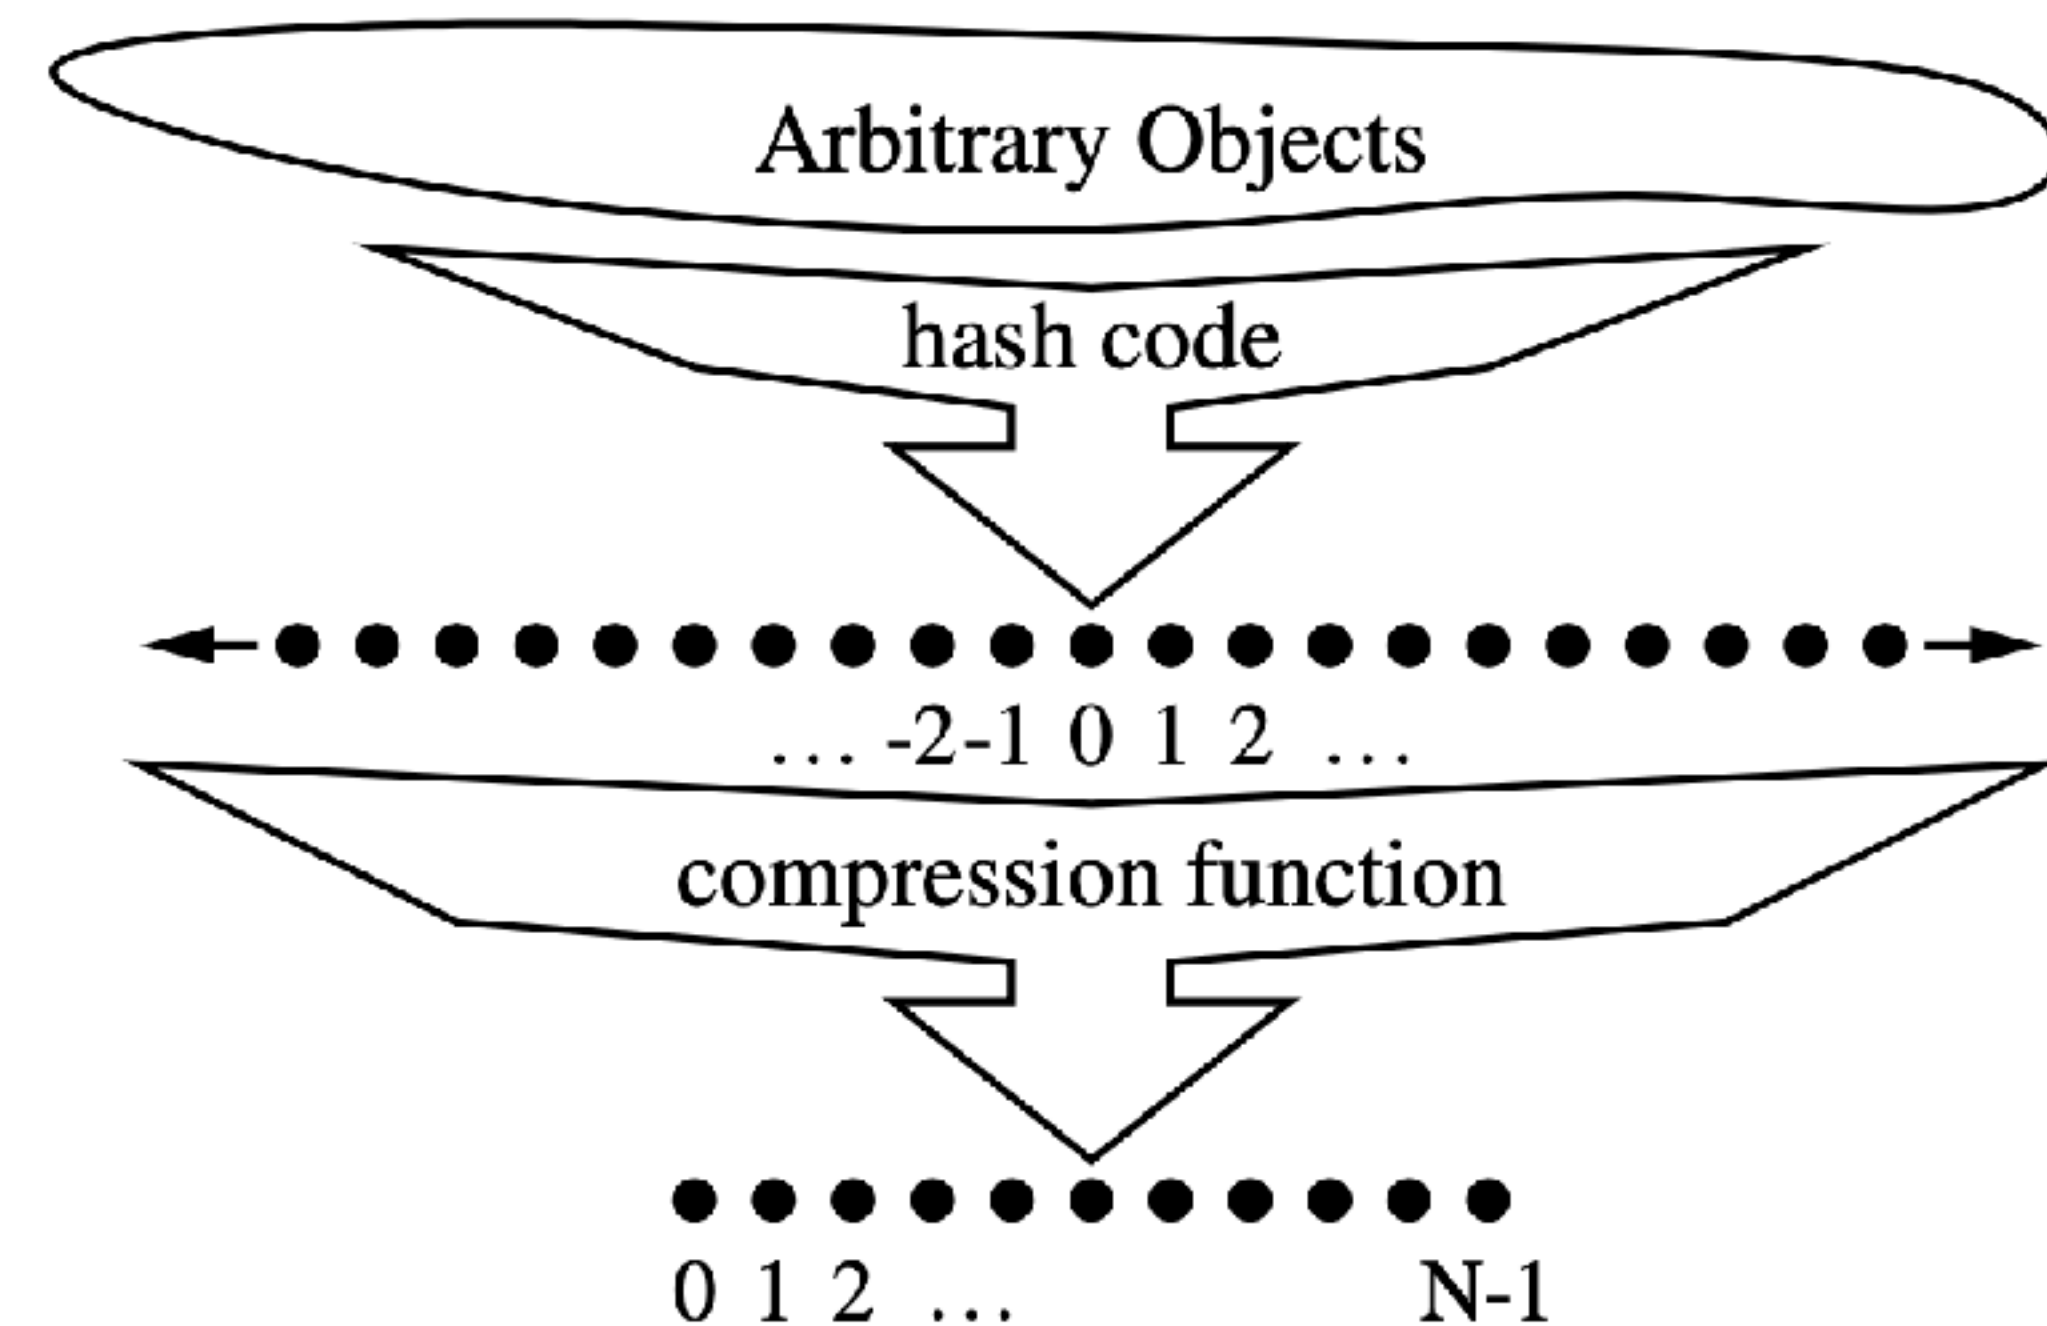 Arbitrary Objects
hash code
... -2 -1 0 1 2 ...
compression function
0 1 2 ... N-1